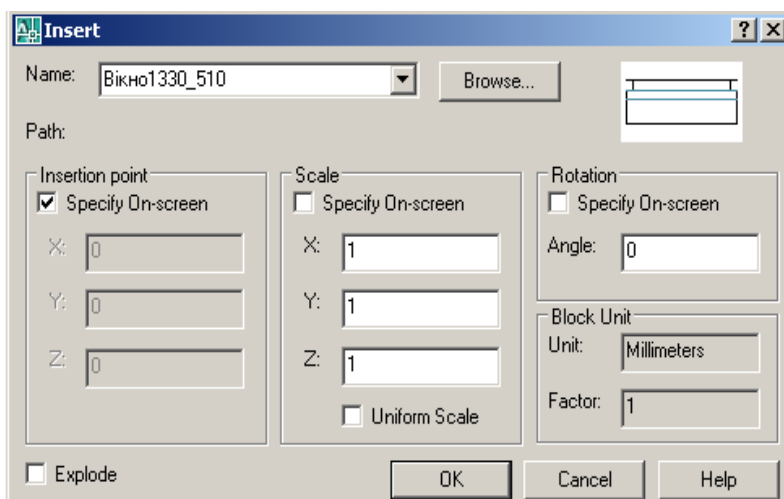 Insert
Name: Вікно1330_510 Browse...
Path:
Insertion point
Specify On-screen
X: 0
Y: 0
Z: 0
Scale
Specify On-screen
X: 1
Y: 1
Z: 1
Uniform Scale
Rotation
Specify On-screen
Angle: 0
Block Unit
Unit: Millimeters
Factor: 1
Explode OK Cancel Help